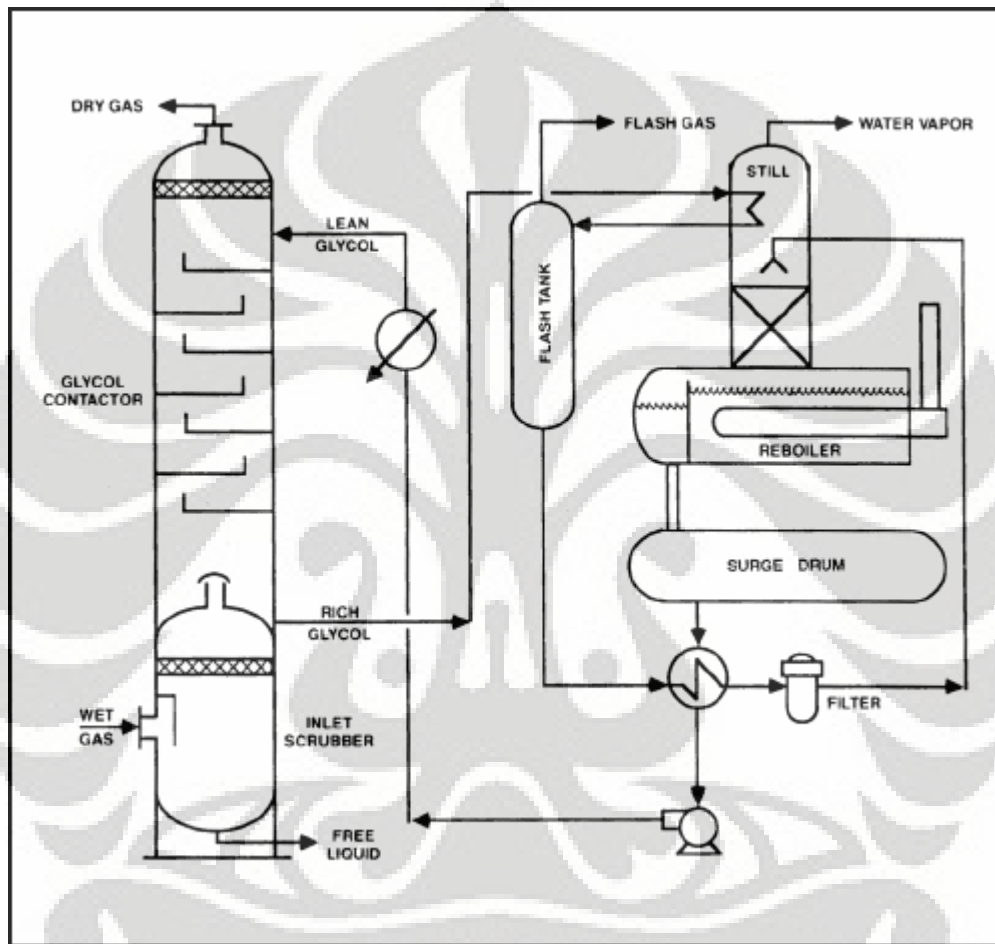 DRY GAS
FLASH GAS
WATER VAPOR
STILL
LEAN
GLYCOL
FLASH TANK
GLYCOL
CONTACTOR
REBOILER
SURGE DRUM
RICH
GLYCOL
WET
GAS
INLET
SCRUBBER
FILTER
FREE
LIQUID